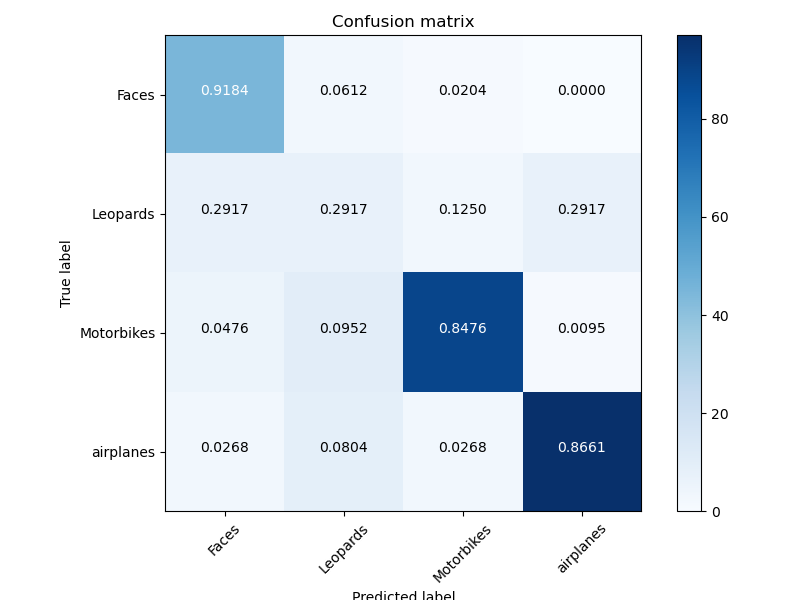 Confusion matrix
Faces 0.9184 0.0612 0.0204 0.0000
Leopards 0.2917 0.2917 0.1250 0.2917
Motorbikes 0.0476 0.0952 0.8476 0.0095
airplanes 0.0268 0.0804 0.0268 0.8661
True label
Faces Leopards Motorbikes airplanes
Predicted label
80
60
40
20
0